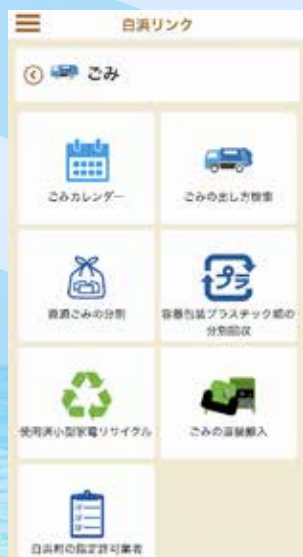 白浜リンク
ごみ
ごみカレンダー
ごみの出し方検索
資源ごみの分別
容器包装プラスチック類の
分別回収
プラ
使用済小型家電リサイクル
ごみの直接搬入
白浜町の指定許可業者